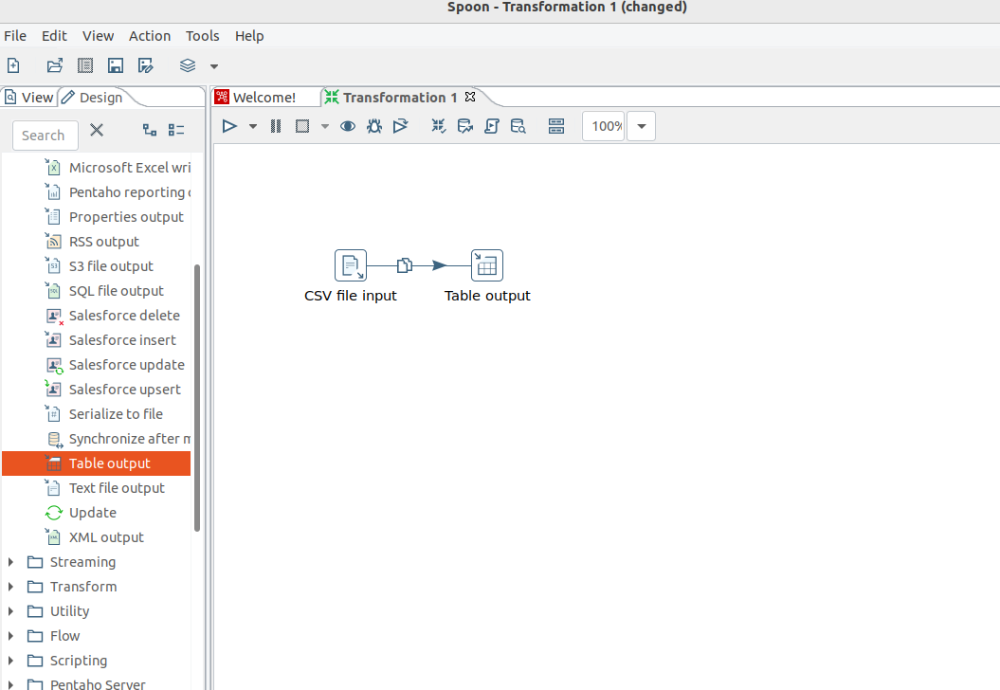 Spoon - Transformation 1 (changed)
File Edit View Action Tools Help
View Design
Welcome! Transformation 1
Search
100%
Microsoft Excel wri
Pentaho reporting
Properties output
RSS output
S3 file output
SQL file output
Salesforce delete
Salesforce insert
Salesforce update
Salesforce upsert
Serialize to file
Synchronize after
Table output
Text file output
Update
XML output
Streaming
Transform
Utility
Flow
Scripting
Pentaho Server
CSV file input Table output